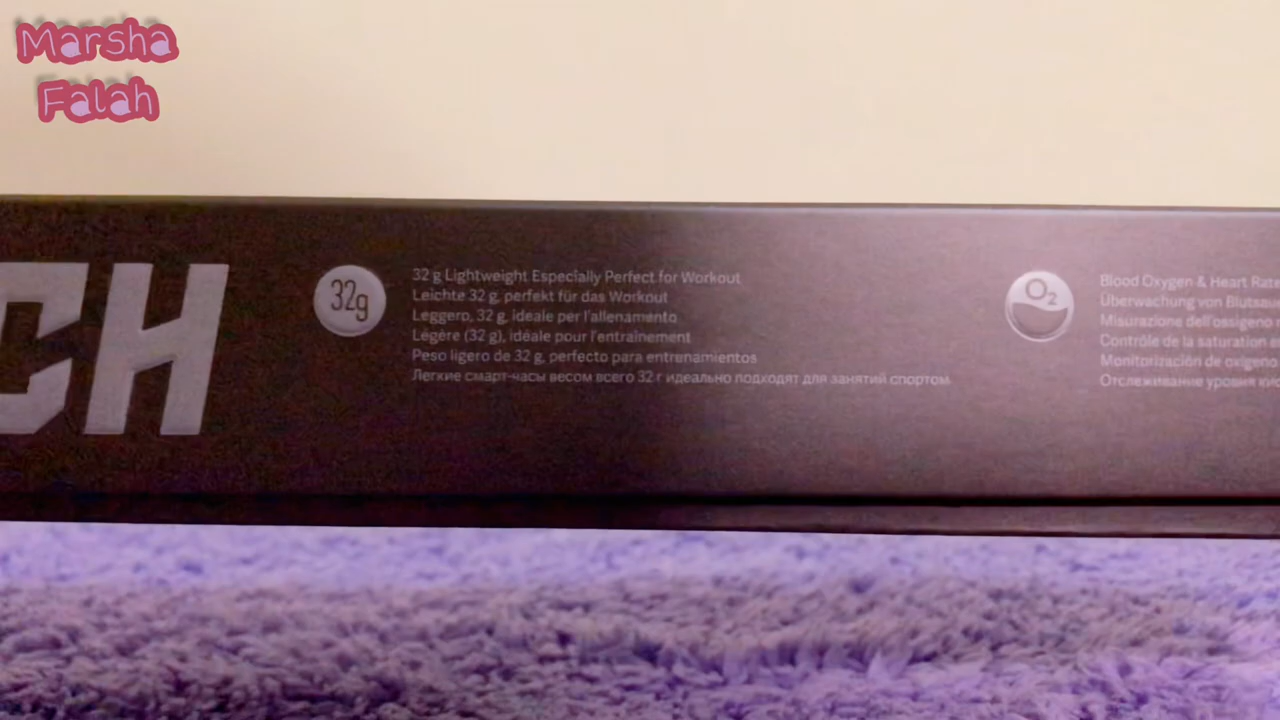 Marsha
Falah
CH
32g
32 g Lightweight Especially Perfect for Workout
Leichte 32 g, perfekt für das Workout
Leggero, 32 g, ideale per l'allenamento
Légère (32 g), idéale pour l'entraînement
Peso ligero de 32 g, perfecto para entrenamientos
Легкие смарт-часы весом всего 32 г идеально подходят для занятий спортом
O2
Blood Oxygen & Heart Rate
Überwachung von
Misurazione dell'ossigeno
Contrôle de la saturation
Monitorización de oxígeno
Отслеживание уровня